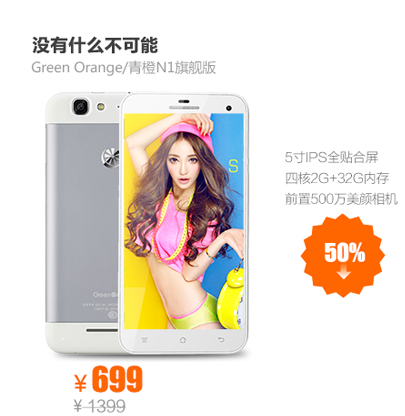 没有什么不可能
Green Orange/青橙N1旗舰版
5寸IPS全贴合屏
四核2G+32G内存
前置500万美颜相机
50%
S
¥ 699
¥ 1399